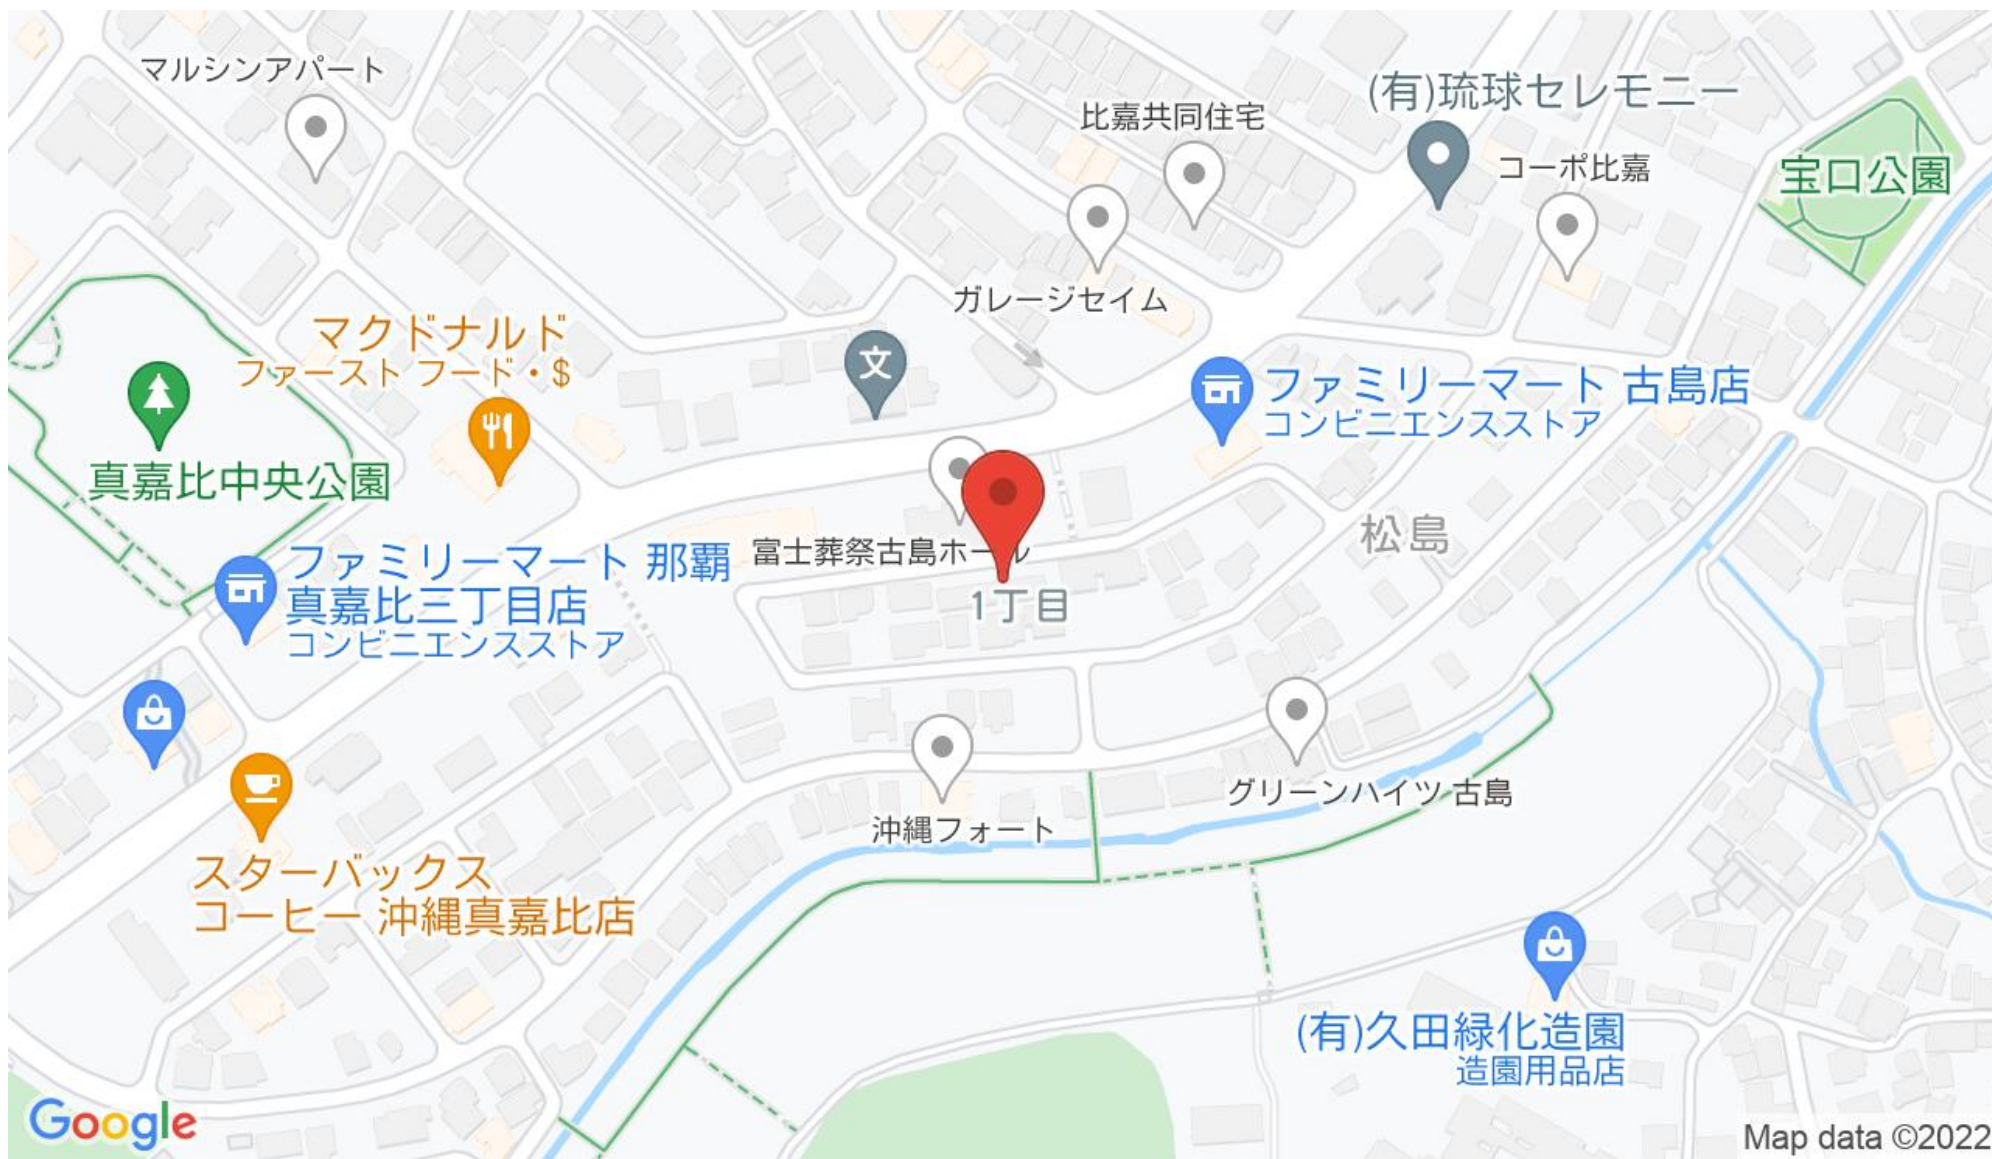 マルシンアパート
(有)琉球セレモニー
比嘉共同住宅
コーポ比嘉
宝口公園
ガレージセイム
マクドナルド
ファースト フード・$
文
ファミリーマート 古島店
コンビニエンスストア
真嘉比中央公園
松島
富士葬祭古島ホール
ファミリーマート 那覇
真嘉比三丁目店
コンビニエンスストア
1丁目
グリーンハイツ 古島
沖縄フォート
スターバックス
コーヒー 沖縄真嘉比店
(有)久田緑化造園
造園用品店
Google
Map data ©2022